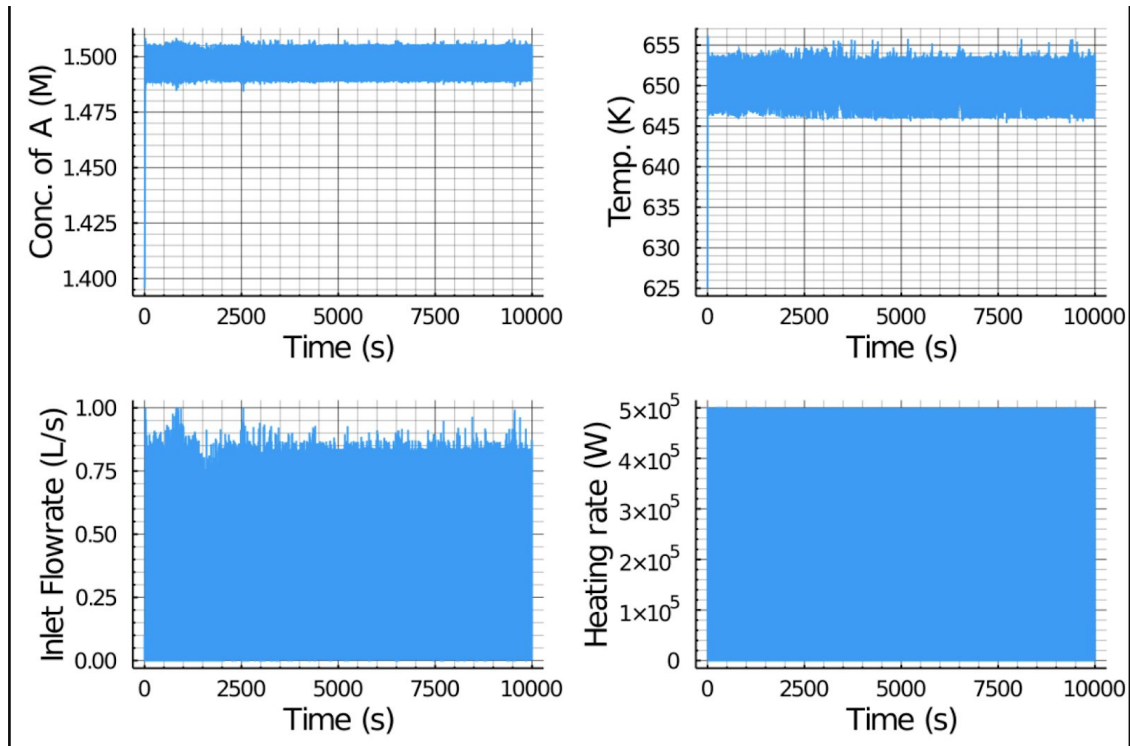 Conc. of A (M)
1.500
1.475
1.450
1.425
1.400
0 2500 5000 7500 10000
Time (s)
Temp. (K)
655
650
645
640
635
630
625
0 2500 5000 7500 10000
Time (s)
Inlet Flowrate (L/s)
1.00
0.75
0.50
0.25
0.00
0 2500 5000 7500 10000
Time (s)
Heating rate (W)
5×10⁵
4×10⁵
3×10⁵
2×10⁵
1×10⁵
0
0 2500 5000 7500 10000
Time (s)